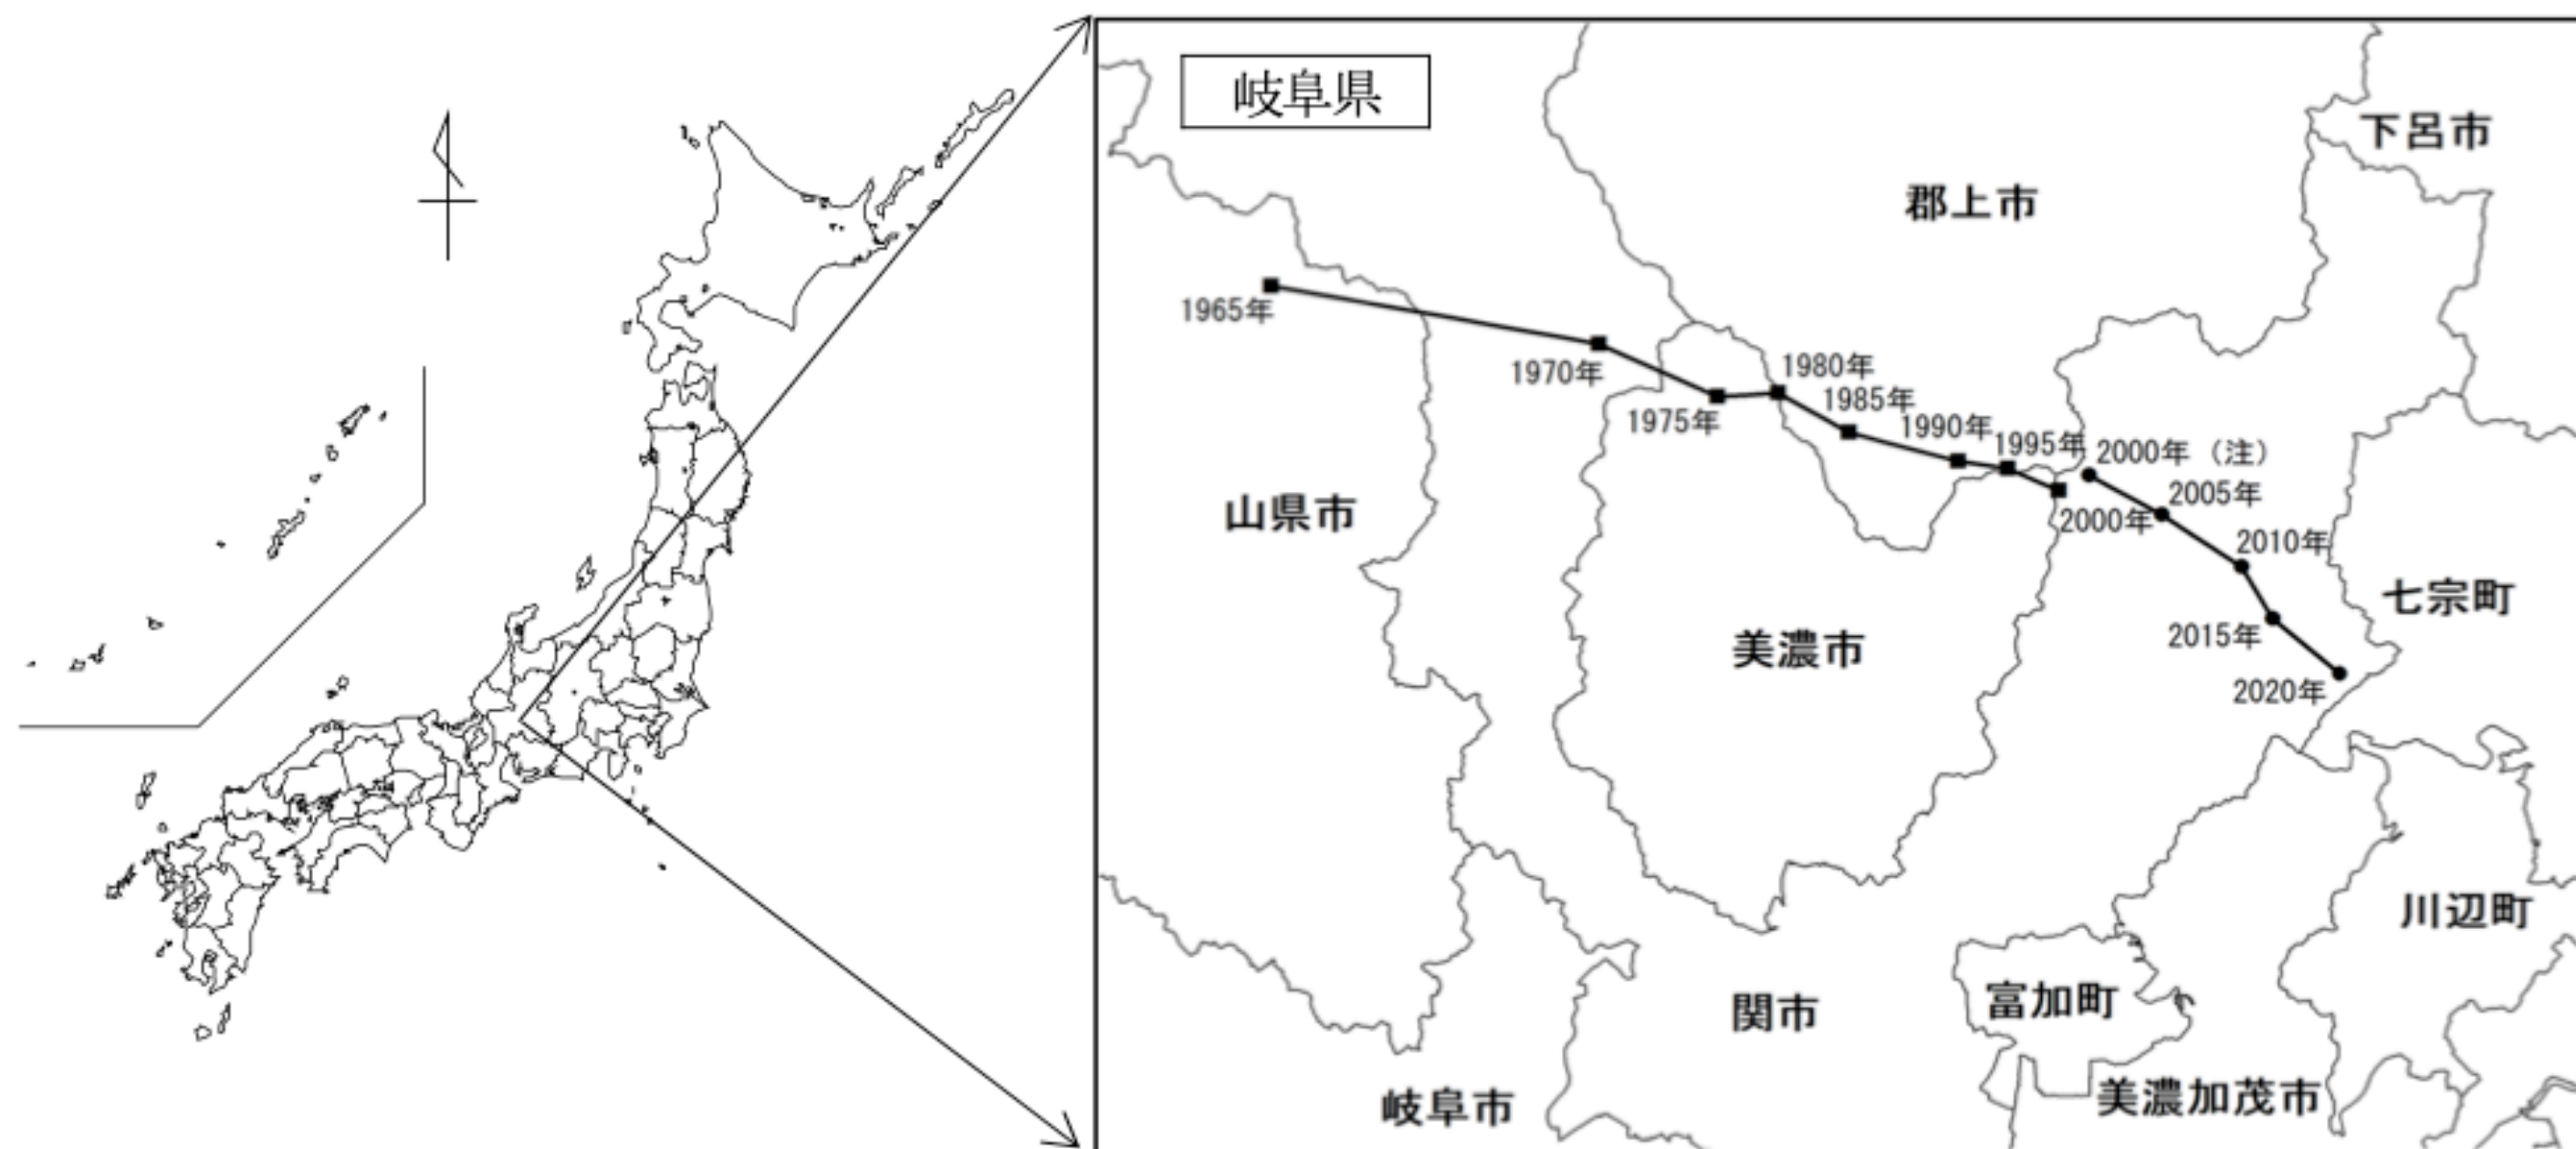 岐阜県
下呂市
郡上市
1965年
1970年
1975年
1980年
1985年
1990年
1995年
2000年（注）
2005年
2000年
2010年
2015年
2020年
山県市
七宗町
美濃市
川辺町
関市
富加町
岐阜市
美濃加茂市